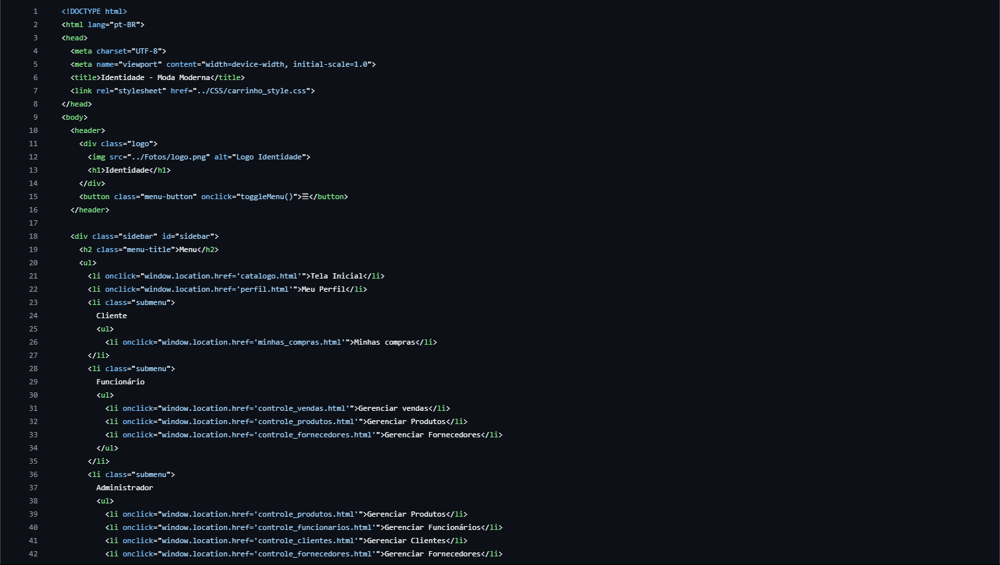 1 <!DOCTYPE html>
2 <html lang="pt-BR">
3 <head>
4   <meta charset="UTF-8">
5   <meta name="viewport" content="width=device-width, initial-scale=1.0">
6   <title>Identidade - Moda Moderna</title>
7   <link rel="stylesheet" href="../CSS/carrinho_style.css">
8 </head>
9 <body>
10   <header>
11     <div class="logo">
12       <img src="../Fotos/logo.png" alt="Logo Identidade">
13       <h1>Identidade</h1>
14     </div>
15     <button class="menu-button" onclick="toggleMenu()">☰</button>
16   </header>
17
18   <div class="sidebar" id="sidebar">
19     <h2 class="menu-title">Menu</h2>
20     <ul>
21       <li onclick="window.location.href='catalogo.html'">Tela Inicial</li>
22       <li onclick="window.location.href='perfil.html'">Meu Perfil</li>
23       <li class="submenu">
24         Cliente
25         <ul>
26           <li onclick="window.location.href='minhas_compras.html'">Minhas compras</li>
27       </li>
28       <li class="submenu">
29         Funcionário
30         <ul>
31           <li onclick="window.location.href='controle_vendas.html'">Gerenciar vendas</li>
32           <li onclick="window.location.href='controle_produtos.html'">Gerenciar Produtos</li>
33           <li onclick="window.location.href='controle_fornecedores.html'">Gerenciar Fornecedores</li>
34         </ul>
35       </li>
36       <li class="submenu">
37         Administrador
38         <ul>
39           <li onclick="window.location.href='controle_produtos.html'">Gerenciar Produtos</li>
40           <li onclick="window.location.href='controle_funcionarios.html'">Gerenciar Funcionários</li>
41           <li onclick="window.location.href='controle_clientes.html'">Gerenciar Clientes</li>
42           <li onclick="window.location.href='controle_fornecedores.html'">Gerenciar Fornecedores</li>